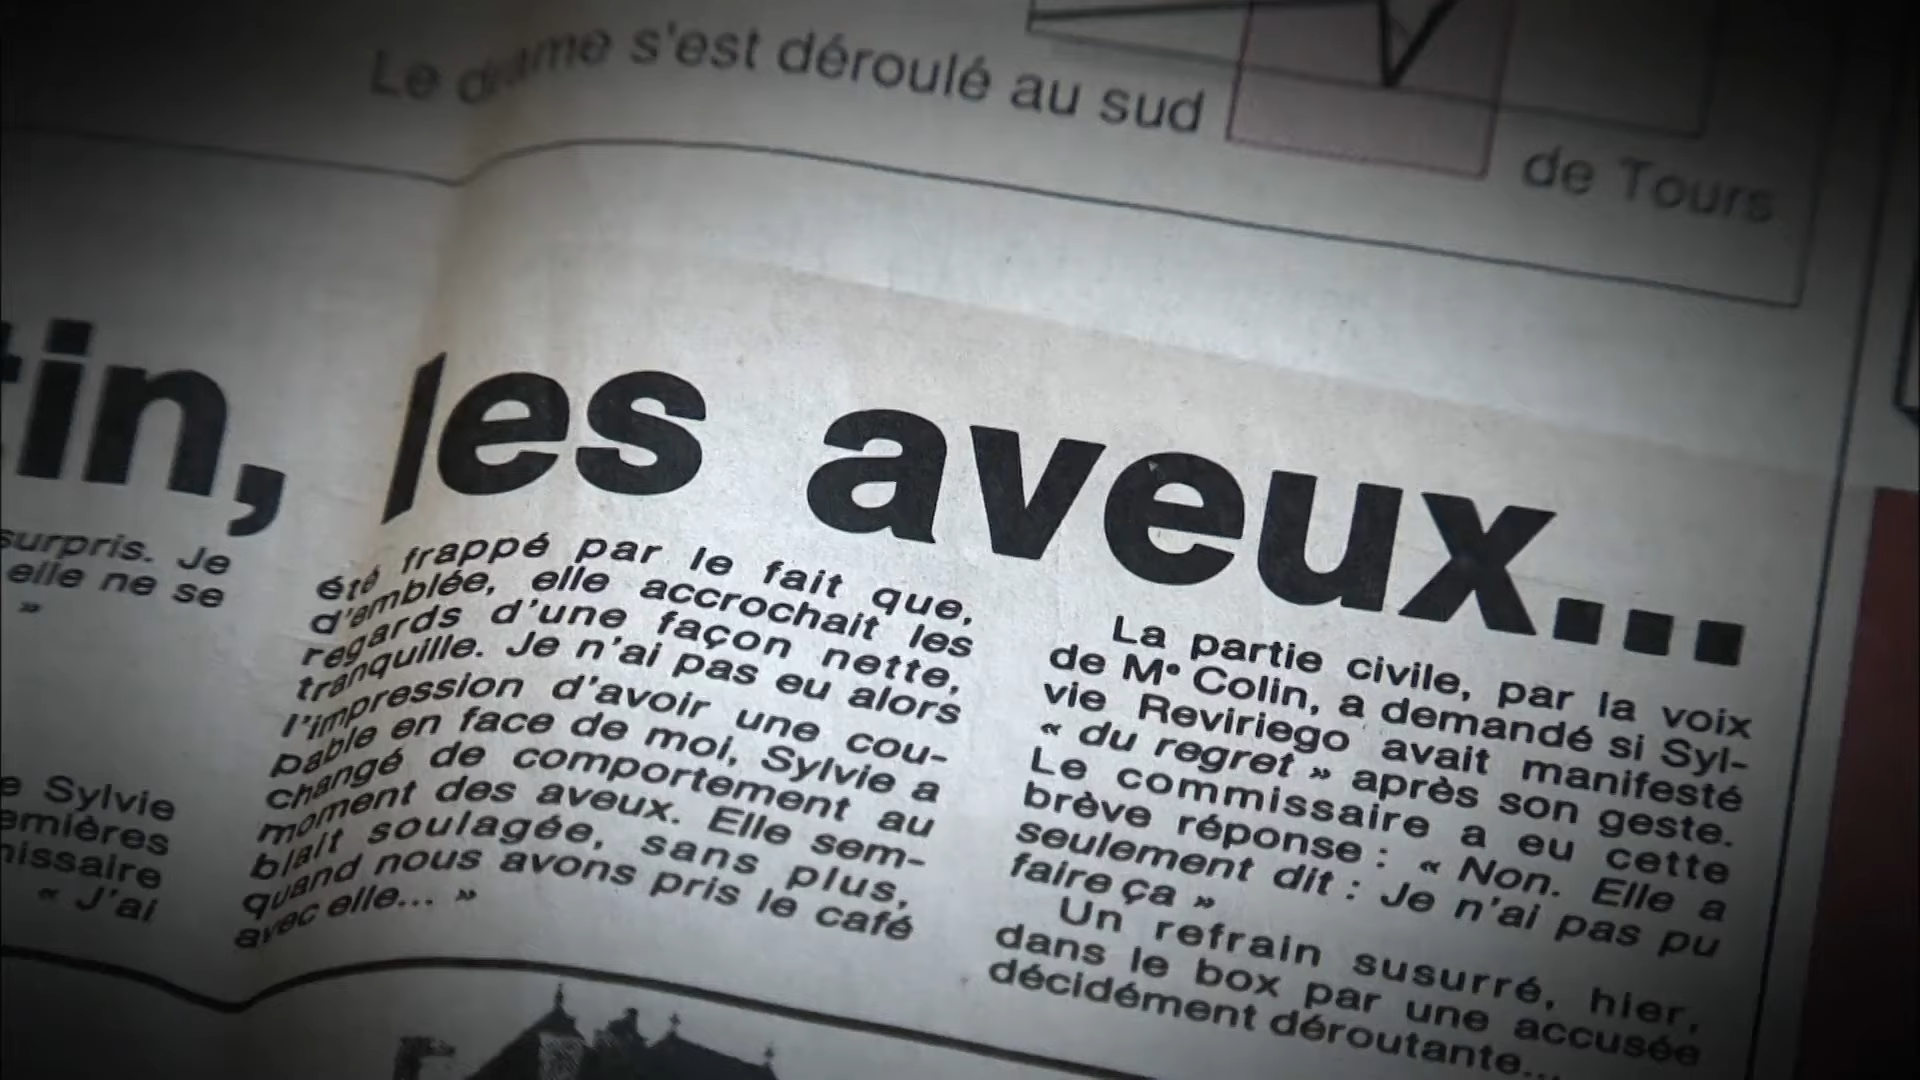 Le drame s'est déroulé au sud
de Tours
in, les aveux...
surpris. Je
elle ne se
»
e Sylvie
emières
missaire
« J'ai
été frappé par le fait que,
d'emblée, elle accrochait les
regards d'une façon nette,
tranquille. Je n'ai pas eu alors
l'impression d'avoir une cou-
pable en face de moi, Sylvie a
changé de comportement au
moment des aveux. Elle sem-
blait soulagée, sans plus,
quand nous avons pris le café
avec elle... »
La partie civile, par la voix
de Me Colin, a demandé si Syl-
vie Reviriego avait manifesté
« du regret » après son geste.
Le commissaire a eu cette
brève réponse : « Non. Elle a
seulement dit : Je n'ai pas pu
faire ça »
Un refrain susurré, hier,
dans le box par une accusée
décidément déroutante...